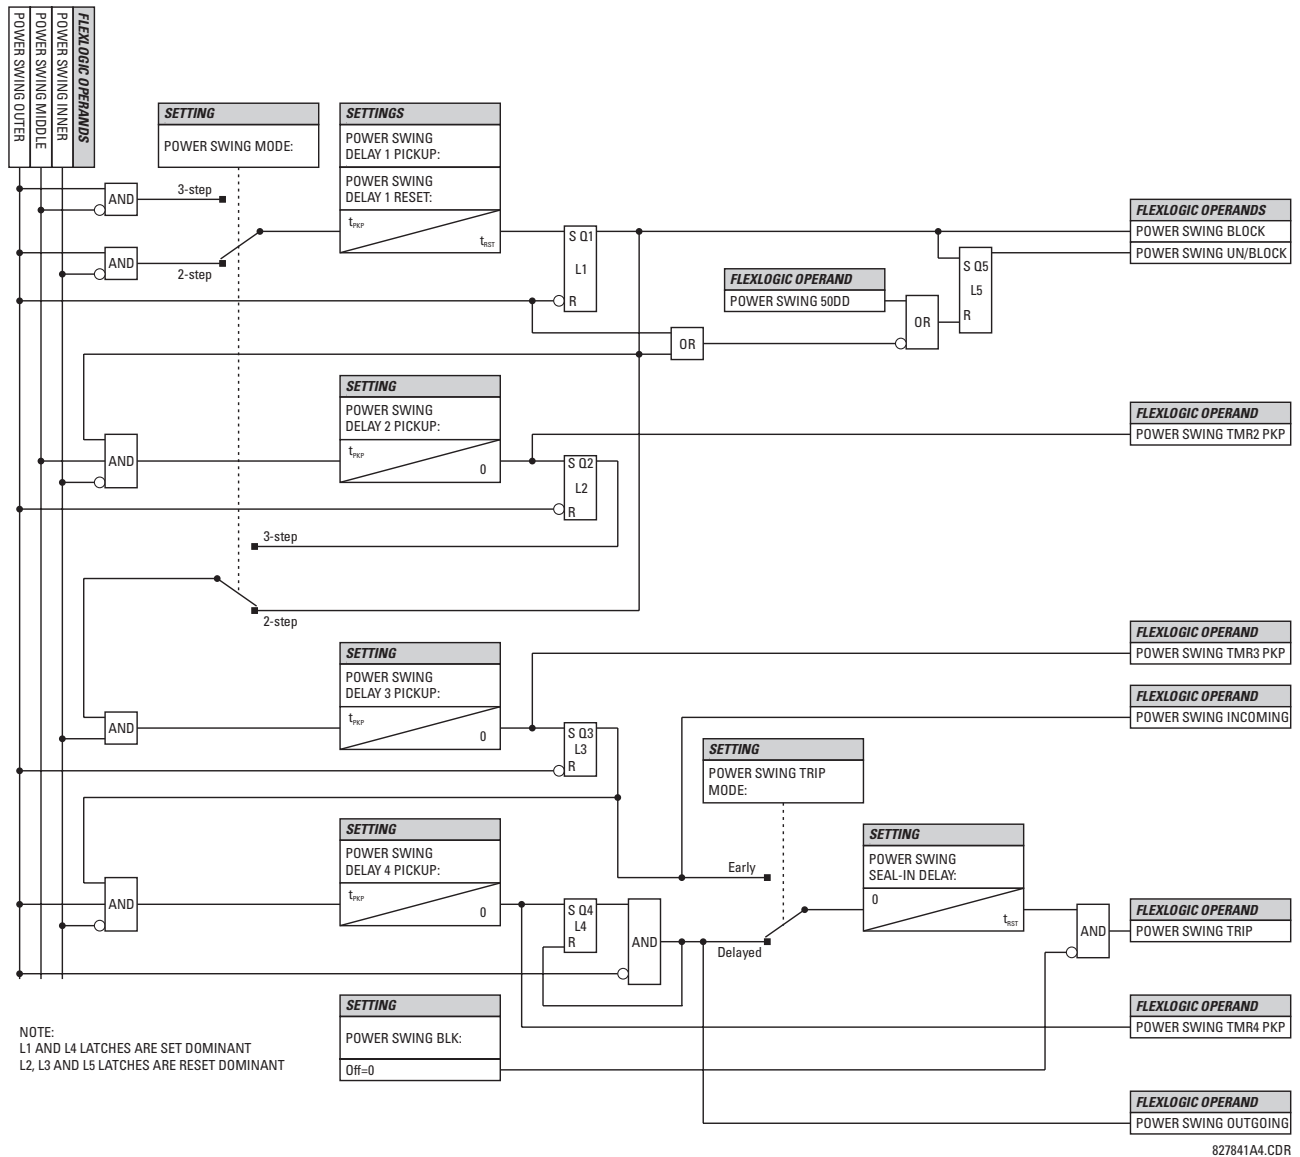 POWER SWING OUTER
POWER SWING MIDDLE
POWER SWING INNER
FLEXLOGIC OPERANDS
SETTING
POWER SWING MODE:
SETTINGS
POWER SWING
DELAY 1 PICKUP:
POWER SWING
DELAY 1 RESET:
tPKP
tRST
AND
3-step
AND
2-step
S Q1
L1
R
FLEXLOGIC OPERANDS
POWER SWING BLOCK
POWER SWING UN/BLOCK
FLEXLOGIC OPERAND
POWER SWING 50DD
S Q5
L5
R
OR
OR
SETTING
POWER SWING
DELAY 2 PICKUP:
tPKP
0
AND
S Q2
L2
R
FLEXLOGIC OPERAND
POWER SWING TMR2 PKP
3-step
2-step
SETTING
POWER SWING
DELAY 3 PICKUP:
tPKP
0
AND
S Q3
L3
R
FLEXLOGIC OPERAND
POWER SWING TMR3 PKP
FLEXLOGIC OPERAND
POWER SWING INCOMING
SETTING
POWER SWING TRIP
MODE:
SETTING
POWER SWING
DELAY 4 PICKUP:
tPKP
0
AND
S Q4
L4
R
AND
Early
Delayed
SETTING
POWER SWING
SEAL-IN DELAY:
0
tRST
AND
FLEXLOGIC OPERAND
POWER SWING TRIP
SETTING
POWER SWING BLK:
Off=0
FLEXLOGIC OPERAND
POWER SWING TMR4 PKP
FLEXLOGIC OPERAND
POWER SWING OUTGOING
NOTE:
L1 AND L4 LATCHES ARE SET DOMINANT
L2, L3 AND L5 LATCHES ARE RESET DOMINANT
827841A4.CDR